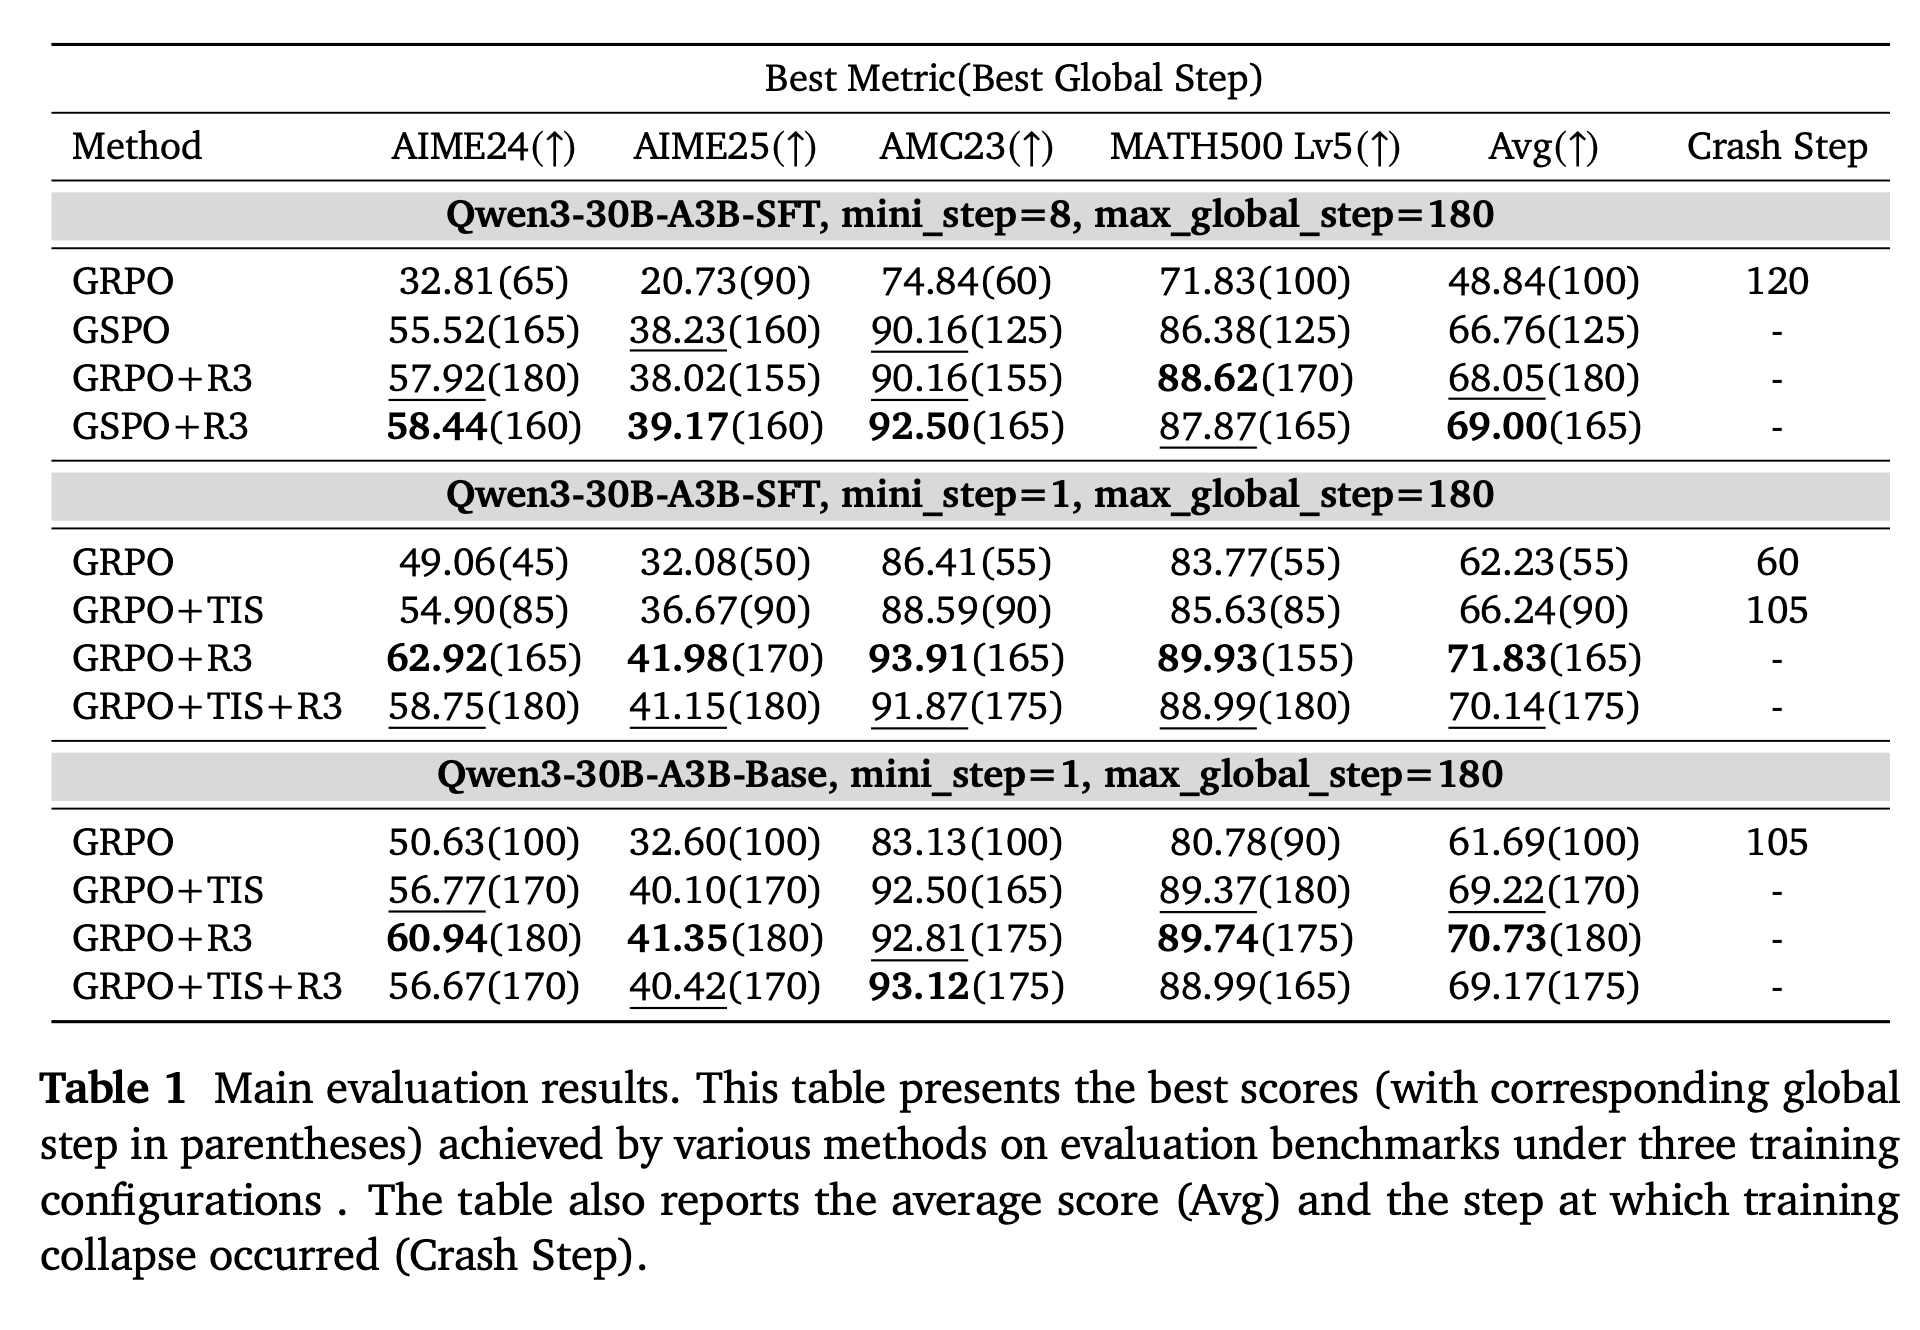 Best Metric(Best Global Step)
Method AIME24(↑) AIME25(↑) AMC23(↑) MATH500 Lv5(↑) Avg(↑) Crash Step
Qwen3-30B-A3B-SFT, mini_step=8, max_global_step=180
GRPO 32.81(65) 20.73(90) 74.84(60) 71.83(100) 48.84(100) 120
GSPO 55.52(165) 38.23(160) 90.16(125) 86.38(125) 66.76(125) -
GRPO+R3 57.92(180) 38.02(155) 90.16(155) 88.62(170) 68.05(180) -
GSPO+R3 58.44(160) 39.17(160) 92.50(165) 87.87(165) 69.00(165) -
Qwen3-30B-A3B-SFT, mini_step=1, max_global_step=180
GRPO 49.06(45) 32.08(50) 86.41(55) 83.77(55) 62.23(55) 60
GRPO+TIS 54.90(85) 36.67(90) 88.59(90) 85.63(85) 66.24(90) 105
GRPO+R3 62.92(165) 41.98(170) 93.91(165) 89.93(155) 71.83(165) -
GRPO+TIS+R3 58.75(180) 41.15(180) 91.87(175) 88.99(180) 70.14(175) -
Qwen3-30B-A3B-Base, mini_step=1, max_global_step=180
GRPO 50.63(100) 32.60(100) 83.13(100) 80.78(90) 61.69(100) 105
GRPO+TIS 56.77(170) 40.10(170) 92.50(165) 89.37(180) 69.22(170) -
GRPO+R3 60.94(180) 41.35(180) 92.81(175) 89.74(175) 70.73(180) -
GRPO+TIS+R3 56.67(170) 40.42(170) 93.12(175) 88.99(165) 69.17(175) -
Table 1 Main evaluation results. This table presents the best scores (with corresponding global
step in parentheses) achieved by various methods on evaluation benchmarks under three training
configurations . The table also reports the average score (Avg) and the step at which training
collapse occurred (Crash Step).